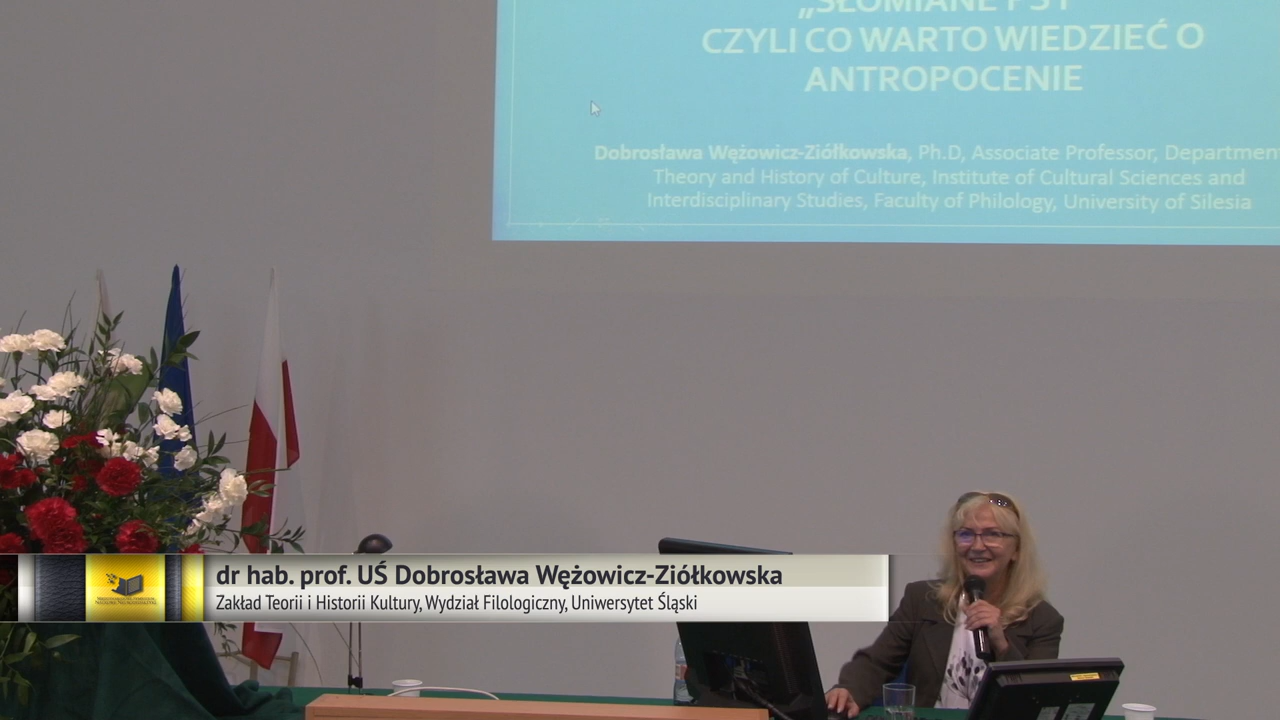 „SŁOMIANE PSY”
CZYLI CO WARTO WIEDZIEĆ O
ANTROPOCENIE
Dobrosława Wężowicz-Ziółkowska, Ph.D, Associate Professor, Department
Theory and History of Culture, Institute of Cultural Sciences and
Interdisciplinary Studies, Faculty of Philology, University of Silesia
dr hab. prof. UŚ Dobrosława Wężowicz-Ziółkowska
Zakład Teorii i Historii Kultury, Wydział Filologiczny, Uniwersytet Śląski